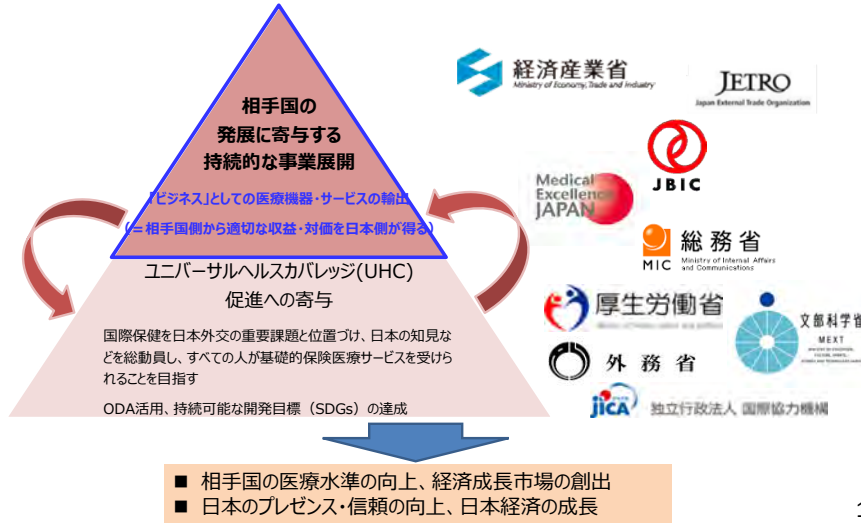 相手国の
発展に寄与する
持続的な事業展開
「ビジネス」としての医療機器・サービスの輸出
（＝相手国側から適切な収益・対価を日本側が得る）
ユニバーサルヘルスカバレッジ(UHC)
促進への寄与
国際保健を日本外交の重要課題と位置づけ、日本の知見な
どを総動員し、すべての人が基礎的保険医療サービスを受けら
れることを目指す
ODA活用、持続可能な開発目標（SDGs）の達成
■ 相手国の医療水準の向上、経済成長市場の創出
■ 日本のプレゼンス・信頼の向上、日本経済の成長
経済産業省
Ministry of Economy, Trade and Industry
JETRO
Japan External Trade Organization
JBIC
Medical
Excellence
JAPAN
総務省
MIC Ministry of Internal Affairs
and Communications
厚生労働省
文部科学省
MEXT
外務省
jICA 独立行政法人 国際協力機構
1